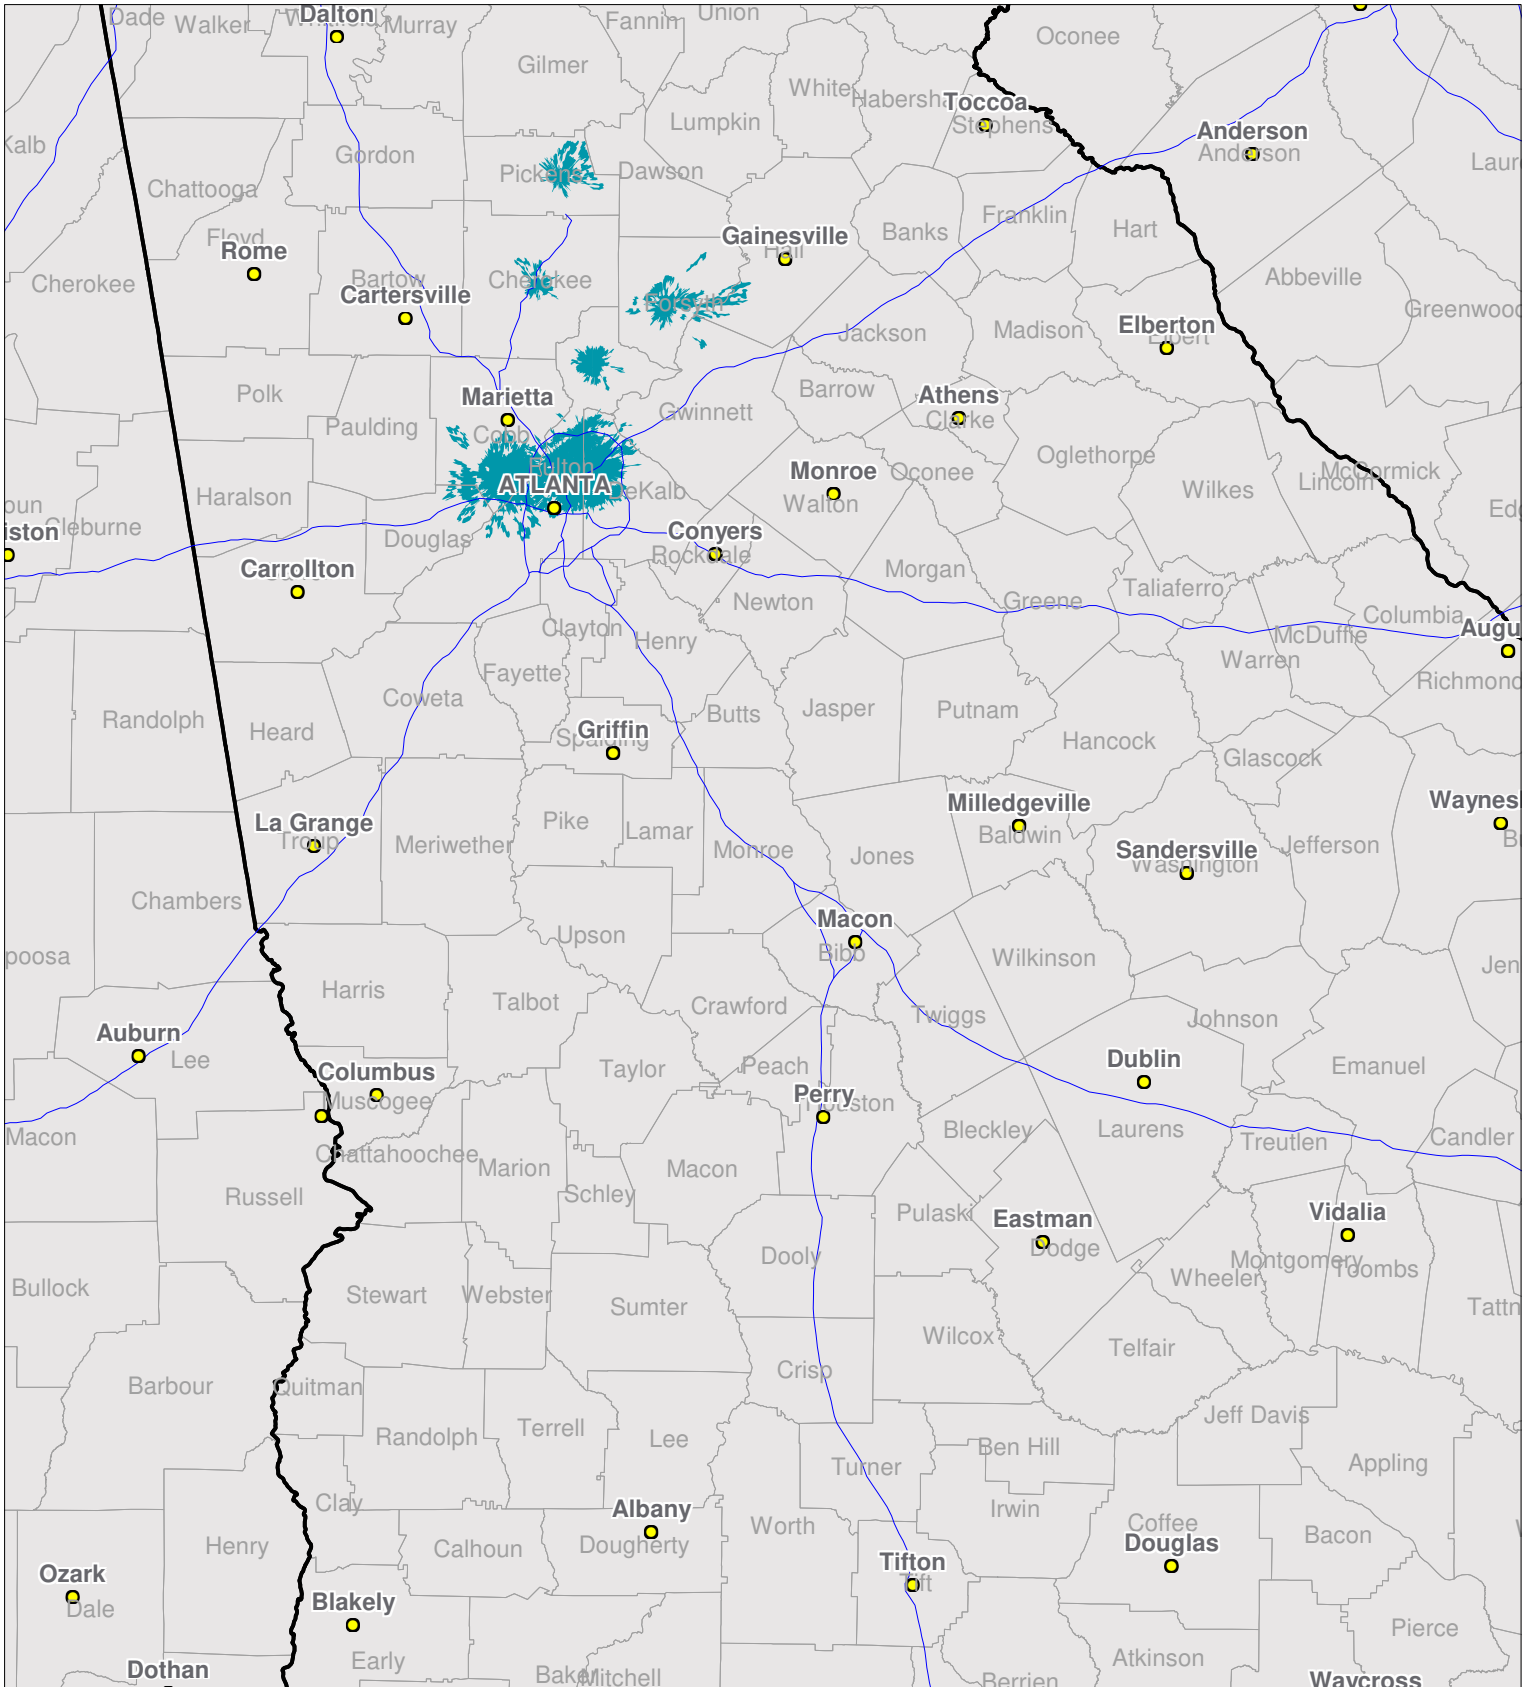 Dalton
Dade
Walker
Murray
Fannin
Union
Oconee
Gilmer
White
Toccoa
Stephens
Lumpkin
Anderson
Anderson
Gordon
Pickens
Dawson
Chattooga
Franklin
Hart
Banks
Floyd
Rome
Gainesville
Hall
Cherokee
Bartow
Cartersville
Cherokee
Forsyth
Abbeville
Jackson
Madison
Elberton
Elbert
Polk
Marietta
Cobb
Paulding
Gwinnett
Barrow
Athens
Clarke
Fulton
ATLANTA
Monroe
Walton
Oconee
Oglethorpe
Wilkes
Lincoln
McCormick
Haralson
Cleburne
Douglas
Conyers
Rockdale
Carrollton
Newton
Morgan
Greene
Taliaferro
Columbia
McDuffie
Warren
Clayton
Henry
Fayette
Coweta
Randolph
Heard
Butts
Jasper
Putnam
Hancock
Glascock
Griffin
Spalding
La Grange
Troup
Meriwether
Pike
Lamar
Monroe
Jones
Milledgeville
Baldwin
Sandersville
Washington
Jefferson
Chambers
Upson
Macon
Bibb
Wilkinson
Harris
Talbot
Crawford
Twiggs
Johnson
Auburn
Lee
Columbus
Muscogee
Taylor
Peach
Perry
Dublin
Emanuel
Macon
Chattahoochee
Marion
Macon
Bleckley
Laurens
Treutlen
Candler
Russell
Schley
Pulaski
Eastman
Dodge
Vidalia
Dooly
Montgomery
Toombs
Wheeler
Bullock
Stewart
Webster
Sumter
Wilcox
Telfair
Barbour
Quitman
Crisp
Randolph
Terrell
Lee
Jeff Davis
Ben Hill
Turner
Appling
Clay
Albany
Dougherty
Worth
Irwin
Coffee
Douglas
Bacon
Henry
Calhoun
Tifton
Tift
Ozark
Dale
Blakely
Early
Pierce
Atkinson
Dothan
Baker
Mitchell
Berrien
Waycross